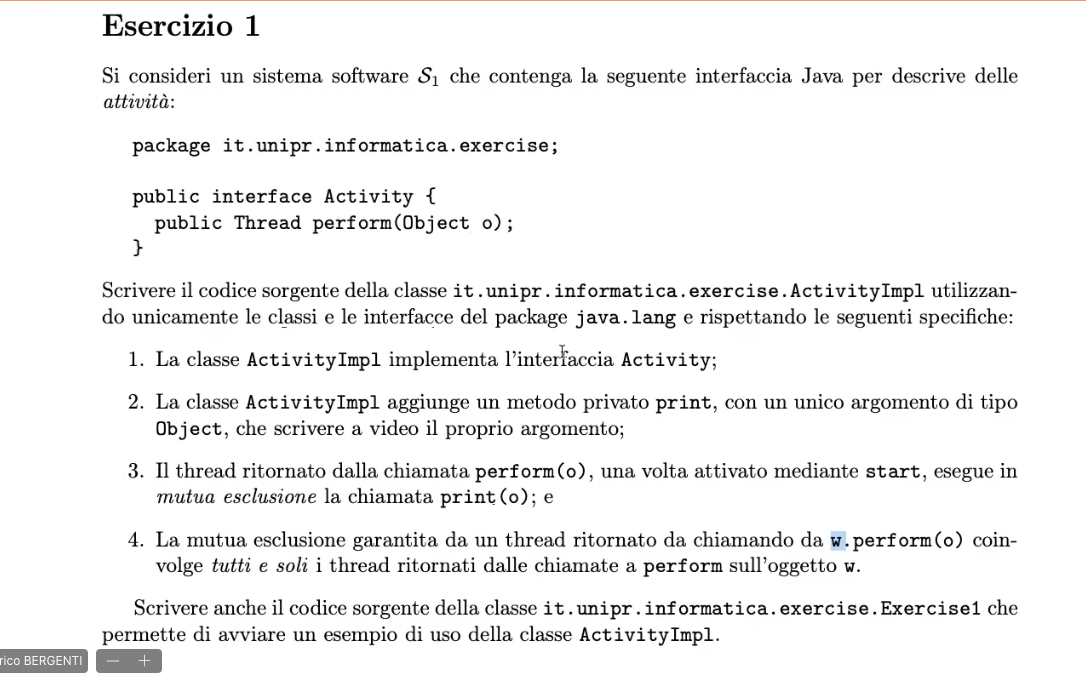 Esercizio 1
Si consideri un sistema software S₁ che contenga la seguente interfaccia Java per descrive delle
attività:
package it.unipr.informatica.exercise;
public interface Activity {
public Thread perform(Object o);
}
Scrivere il codice sorgente della classe it.unipr.informatica.exercise.ActivityImpl utilizzan-
do unicamente le classi e le interfacce del package java.lang e rispettando le seguenti specifiche:
1. La classe ActivityImpl implementa l'interfaccia Activity;
2. La classe ActivityImpl aggiunge un metodo privato print, con un unico argomento di tipo
Object, che scrivere a video il proprio argomento;
3. Il thread ritornato dalla chiamata perform(o), una volta attivato mediante start, esegue in
mutua esclusione la chiamata print(o); e
4. La mutua esclusione garantita da un thread ritornato da chiamando da w.perform(o) coin-
volge tutti e soli i thread ritornati dalle chiamate a perform sull'oggetto w.
Scrivere anche il codice sorgente della classe it.unipr.informatica.exercise.Exercise1 che
permette di avviare un esempio di uso della classe ActivityImpl.
rico BERGENTI